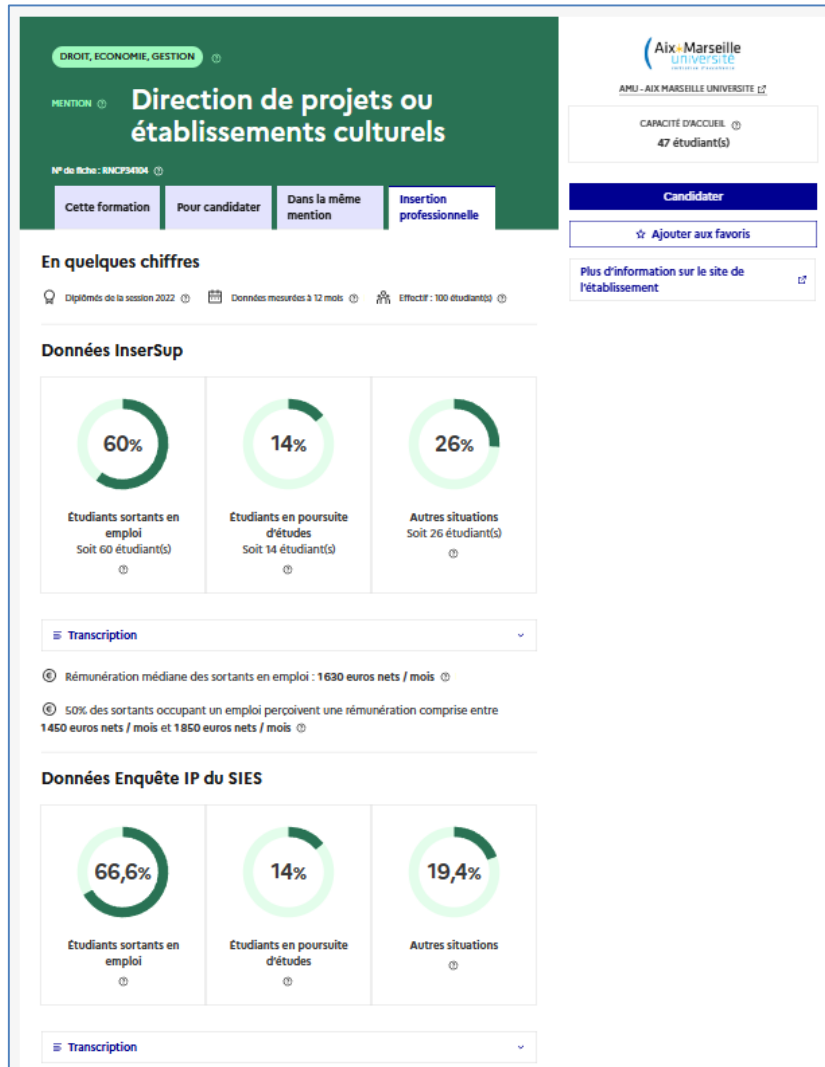 DROIT, ECONOMIE, GESTION
MENTION
Direction de projets ou
établissements culturels
N° de fiche : RNCP34104
Cette formation
Pour candidater
Dans la même
mention
Insertion
professionnelle
Aix+Marseille
université
AMU - AIX MARSEILLE UNIVERSITE
CAPACITÉ D'ACCUEIL
47 étudiant(s)
Candidater
Ajouter aux favoris
Plus d'information sur le site de
l'établissement
En quelques chiffres
Diplômés de la session 2022
Données mesurées à 12 mois
Effectif : 100 étudiant(s)
Données InserSup
60%
Étudiants sortants en
emploi
Soit 60 étudiant(s)
14%
Étudiants en poursuite
d'études
Soit 14 étudiant(s)
26%
Autres situations
Soit 26 étudiant(s)
Transcription
Rémunération médiane des sortants en emploi : 1 630 euros nets / mois
50% des sortants occupant un emploi perçoivent une rémunération comprise entre
1 450 euros nets / mois et 1 850 euros nets / mois
Données Enquête IP du SIES
66,6%
Étudiants sortants en
emploi
14%
Étudiants en poursuite
d'études
19,4%
Autres situations
Transcription